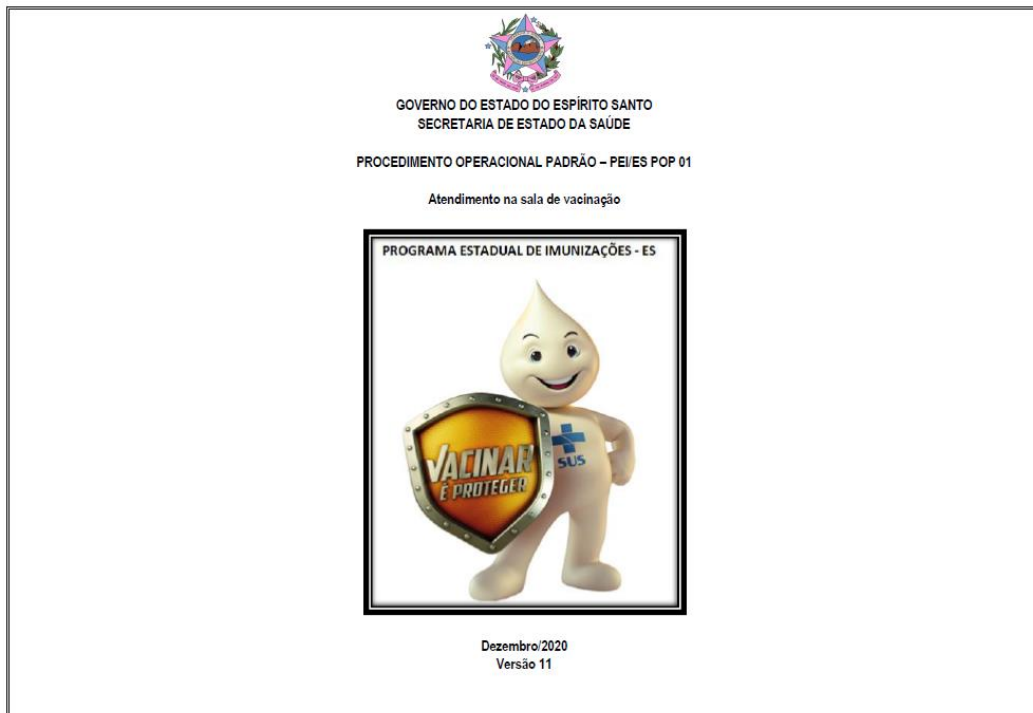 GOVERNO DO ESTADO DO ESPÍRITO SANTO
SECRETARIA DE ESTADO DA SAÚDE
PROCEDIMENTO OPERACIONAL PADRÃO – PEI/ES POP 01
Atendimento na sala de vacinação
PROGRAMA ESTADUAL DE IMUNIZAÇÕES - ES
VACINAR
É PROTEGER
SUS
Dezembro/2020
Versão 11